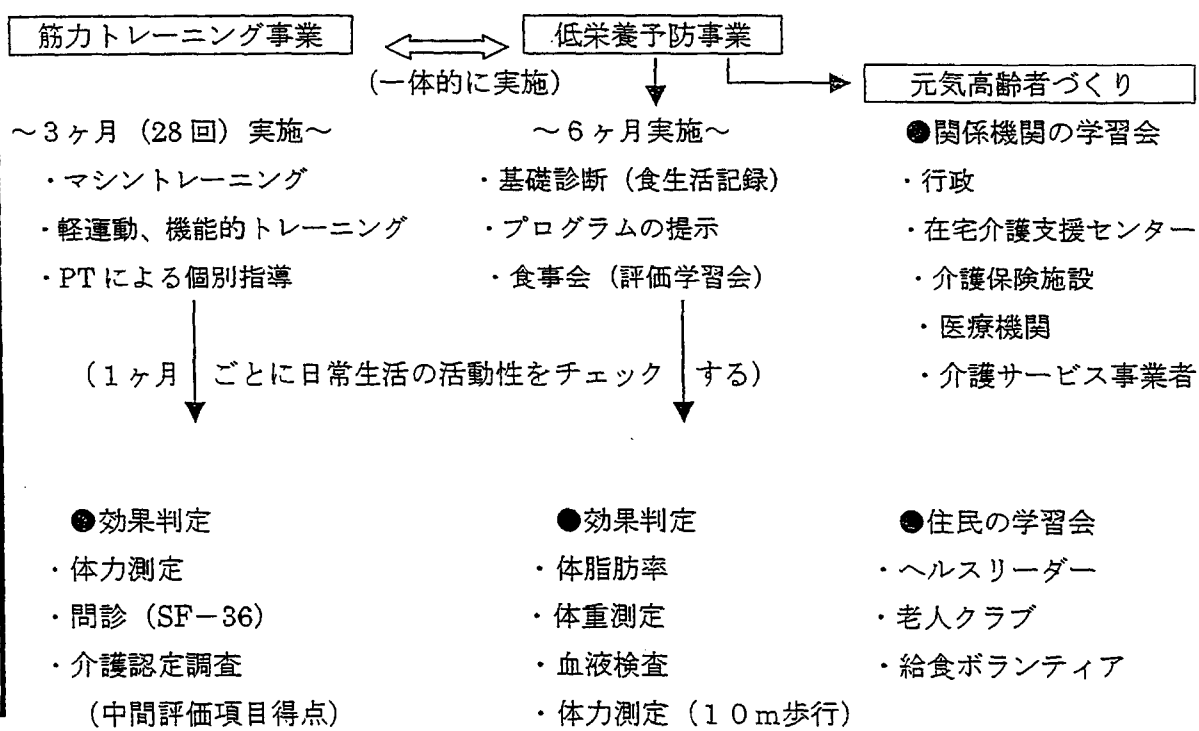 筋力トレーニング事業
低栄養予防事業
(一体的に実施)
元気高齢者づくり
~3ヶ月(28回)実施~
・マシントレーニング
・軽運動、機能的トレーニング
・PTによる個別指導
~6ヶ月実施~
・基礎診断(食生活記録)
・プログラムの提示
・食事会(評価学習会)
●関係機関の学習会
・行政
・在宅介護支援センター
・介護保険施設
・医療機関
・介護サービス事業者
(1ヶ月ごとに日常生活の活動性をチェックする)
●効果判定
・体力測定
・問診(SF-36)
・介護認定調査
(中間評価項目得点)
●効果判定
・体脂肪率
・体重測定
・血液検査
・体力測定(10m歩行)
●住民の学習会
・ヘルスリーダー
・老人クラブ
・給食ボランティア